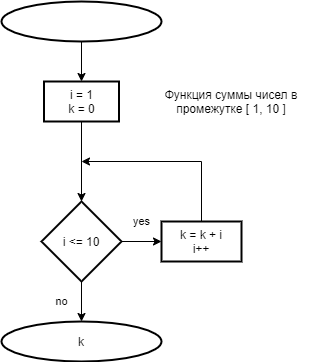 i = 1
k = 0
Функция суммы чисел в
промежутке [ 1, 10 ]
i <= 10
yes
k = k + i
i++
no
k